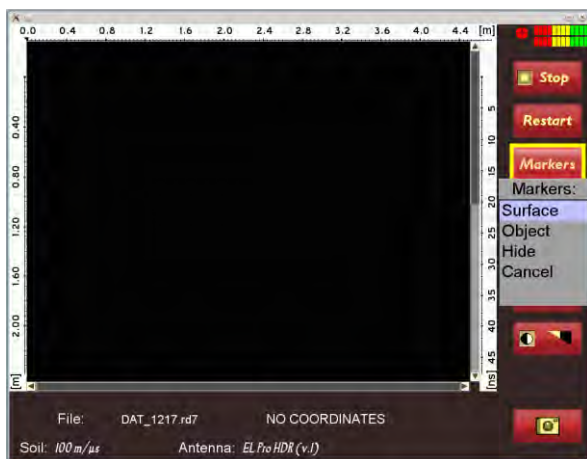 0.0 0.4 0.8 1.2 1.6 2.0 2.4 2.8 3.2 3.6 4.0 4.4 [m]
Stop
Restart
Markers
Markers:
Surface
Object
Hide
Cancel
0.40
0.80
1.20
1.60
2.00
[m]
5
10
15
20
25
30
35
40
45
[ns]
File: DAT_1217.rd7 NO COORDINATES
Soil: 100 m/µs Antenna: EL Pro HDR (v.1)